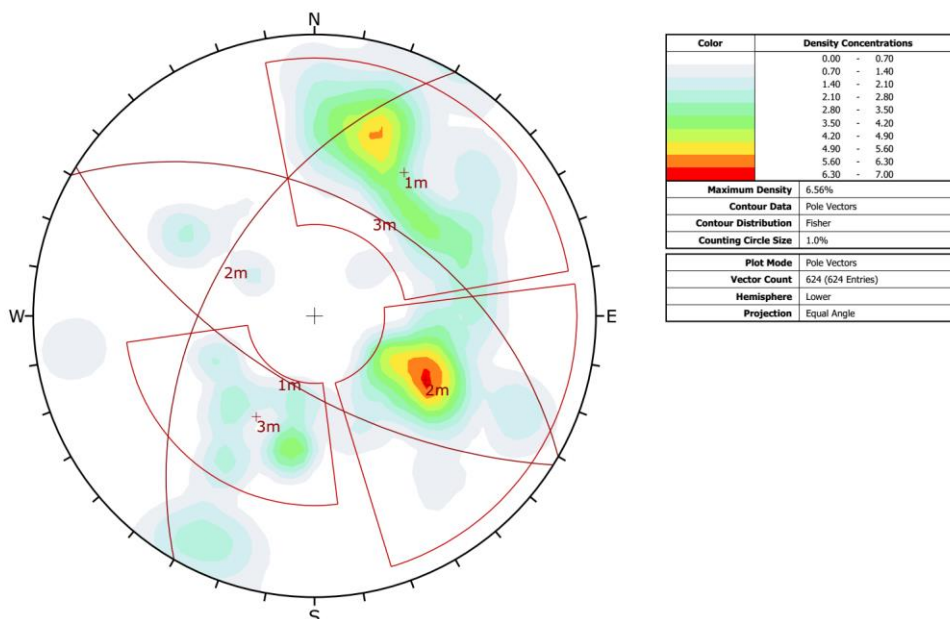 N
W
E
S
1m
3m
2m
1m
2m
3m
Color Density Concentrations
0.00 - 0.70
0.70 - 1.40
1.40 - 2.10
2.10 - 2.80
2.80 - 3.50
3.50 - 4.20
4.20 - 4.90
4.90 - 5.60
5.60 - 6.30
6.30 - 7.00
Maximum Density 6.56%
Contour Data Pole Vectors
Contour Distribution Fisher
Counting Circle Size 1.0%
Plot Mode Pole Vectors
Vector Count 624 (624 Entries)
Hemisphere Lower
Projection Equal Angle